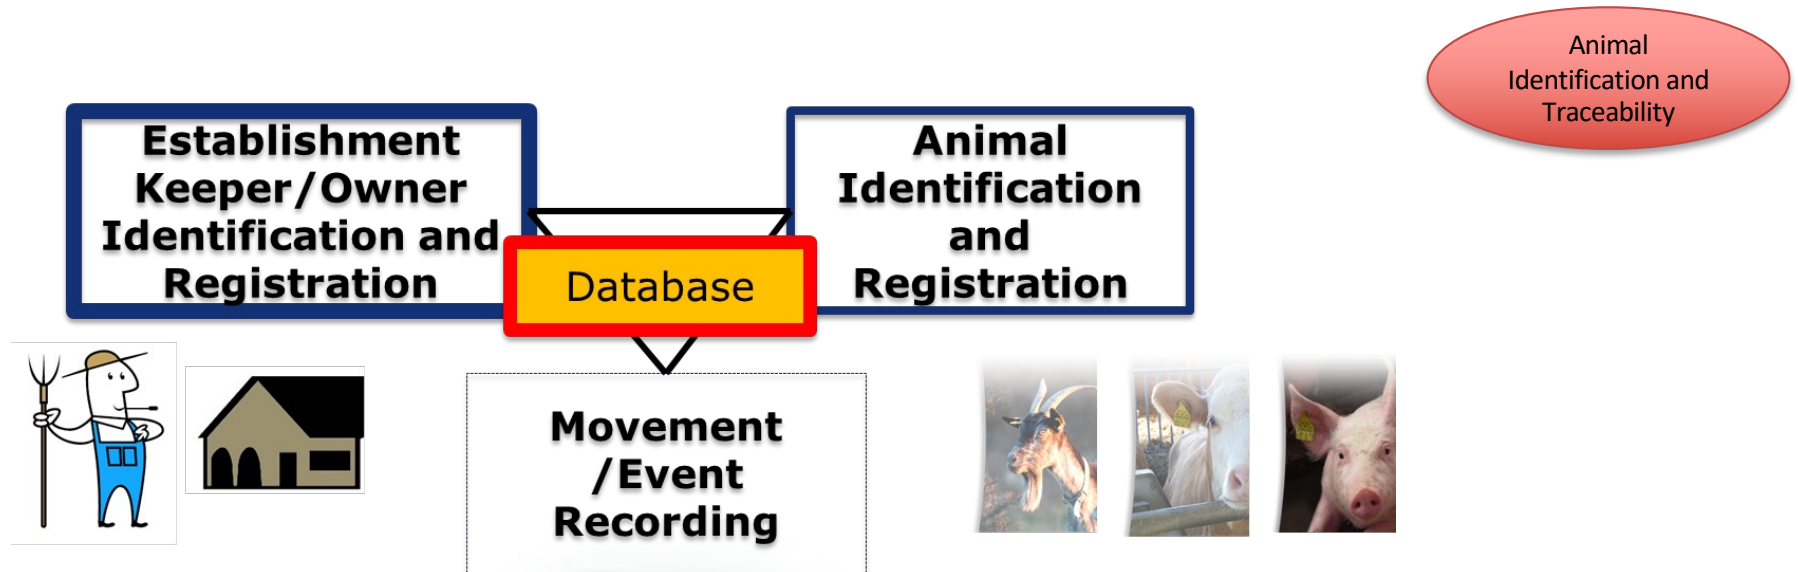 Animal
Identification and
Traceability
Establishment
Keeper/Owner
Identification and
Registration
Animal
Identification
and
Registration
Database
Movement
/Event
Recording